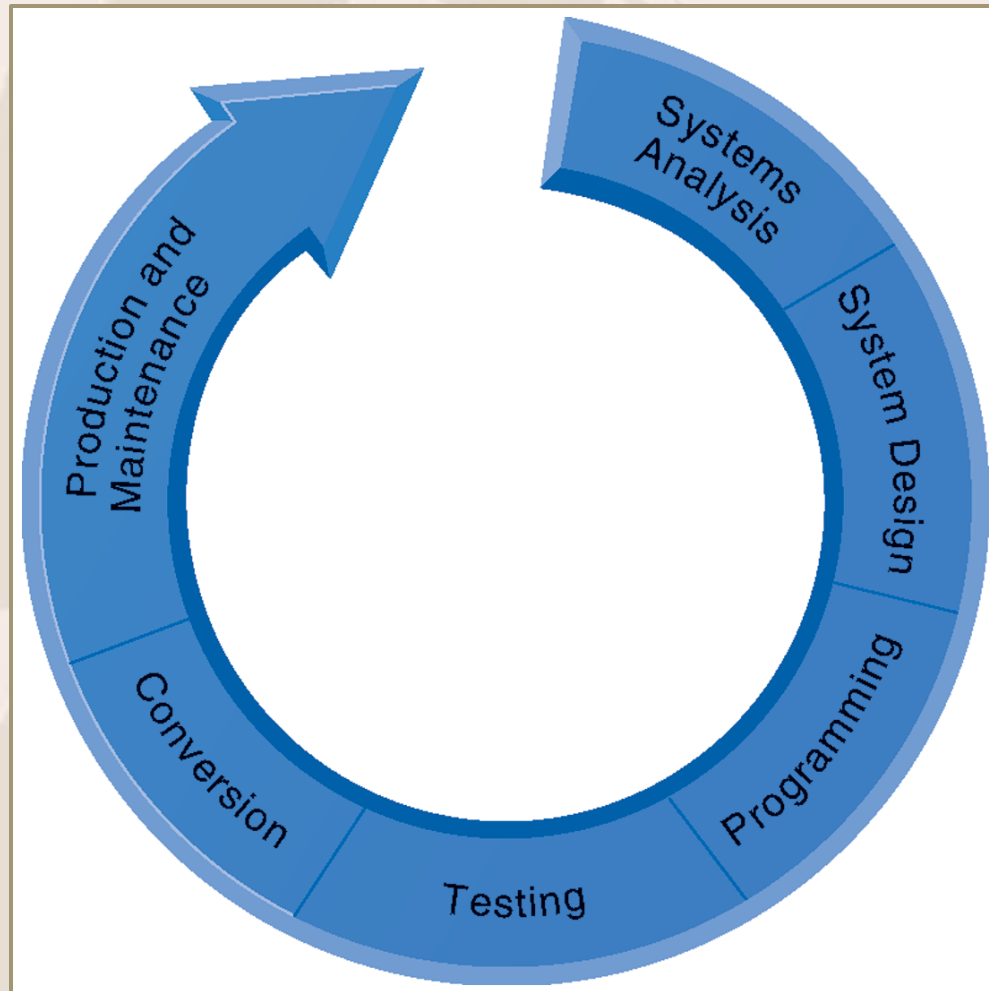 Systems
Analysis
System Design
Programming
Testing
Conversion
Production and
Maintenance